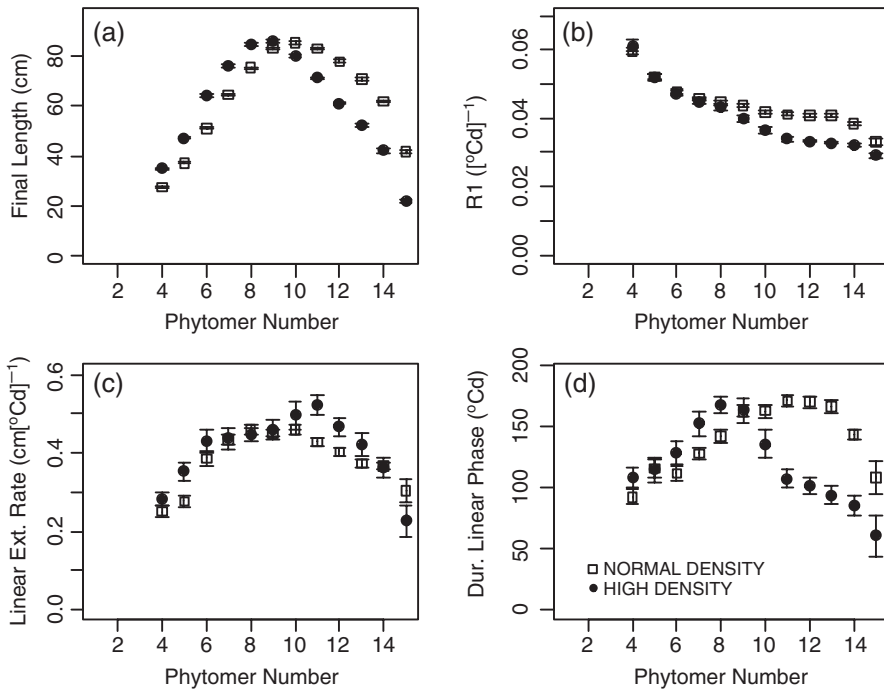 (a)
Final Length (cm)
0 20 40 60 80
2 4 6 8 10 12 14
Phytomer Number
(b)
R1 ([ºCd]⁻¹)
0.00 0.02 0.04 0.06
2 4 6 8 10 12 14
Phytomer Number
(c)
Linear Ext. Rate (cm[ºCd]⁻¹)
0.0 0.2 0.4 0.6
2 4 6 8 10 12 14
Phytomer Number
(d)
Dur. Linear Phase (ºCd)
0 50 100 150 200
NORMAL DENSITY
HIGH DENSITY
2 4 6 8 10 12 14
Phytomer Number